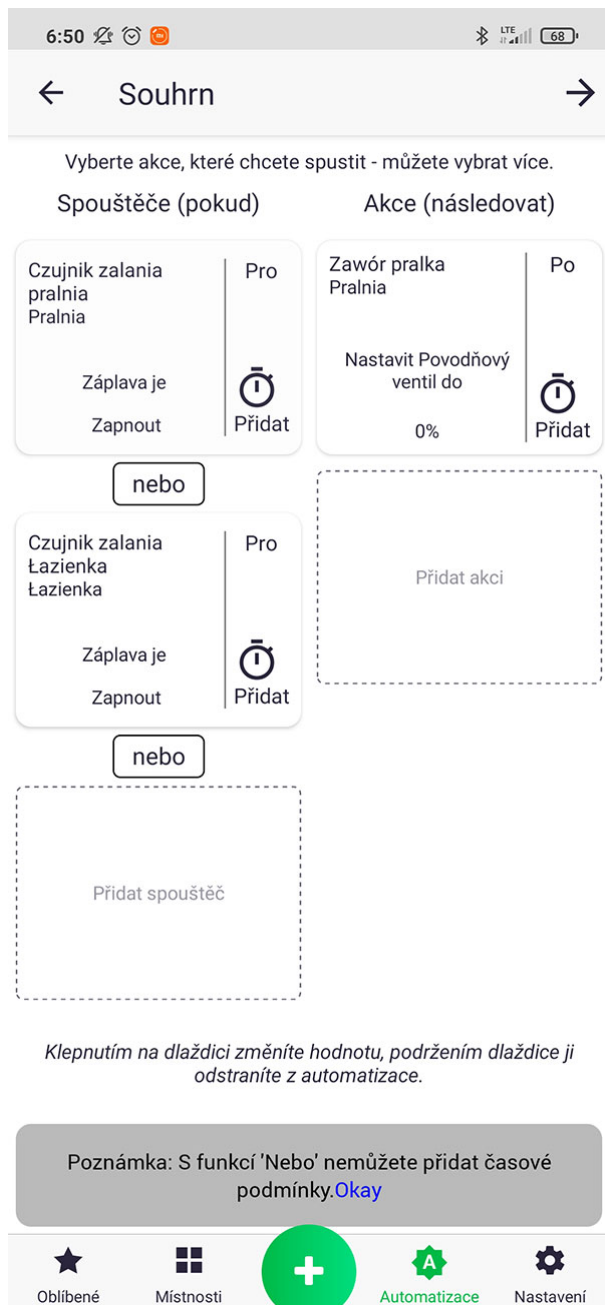 6:50
LTE
68
Souhrn
Vyberte akce, které chcete spustit - můžete vybrat více.
Spouštěče (pokud)
Akce (následovat)
Czujnik zalania
pralnia
Pralnia
Pro
Záplava je
Zapnout
Přidat
Zawór pralka
Pralnia
Po
Nastavit Povodňový
ventil do
0%
Přidat
nebo
Czujnik zalania
Łazienka
Łazienka
Pro
Záplava je
Zapnout
Přidat
Přidat akci
nebo
Přidat spouštěč
Klepnutím na dlaždici změníte hodnotu, podržením dlaždice ji
odstraníte z automatizace.
Poznámka: S funkcí 'Nebo' nemůžete přidat časové
podmínky.Okay
A
Oblíbené
Místnosti
Automatizace
Nastavení